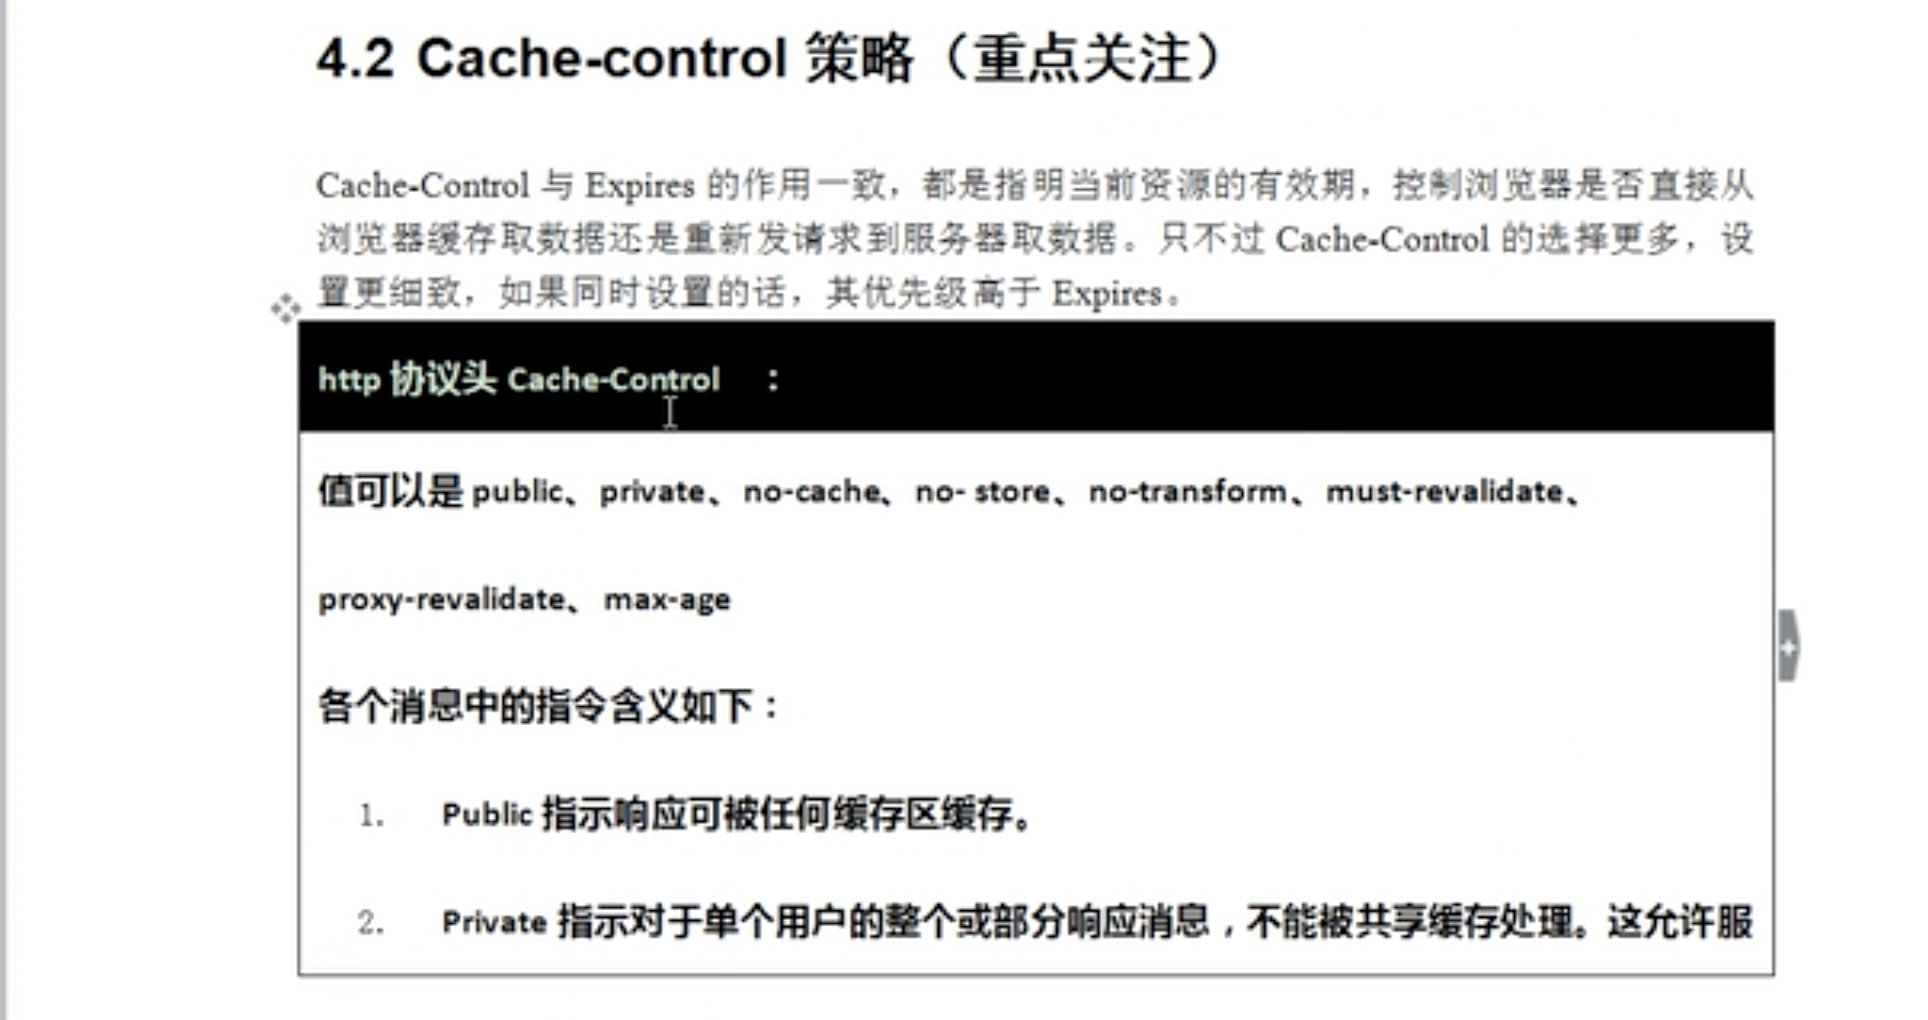 4.2 Cache-control 策略（重点关注）
Cache-Control 与 Expires 的作用一致，都是指明当前资源的有效期，控制浏览器是否直接从
浏览器缓存取数据还是重新发请求到服务器取数据。只不过 Cache-Control 的选择更多，设
置更细致，如果同时设置的话，其优先级高于 Expires。
http 协议头 Cache-Control ：
值可以是 public、private、no-cache、no- store、no-transform、must-revalidate、
proxy-revalidate、max-age
各个消息中的指令含义如下：
1. Public 指示响应可被任何缓存区缓存。
2. Private 指示对于单个用户的整个或部分响应消息，不能被共享缓存处理。这允许服